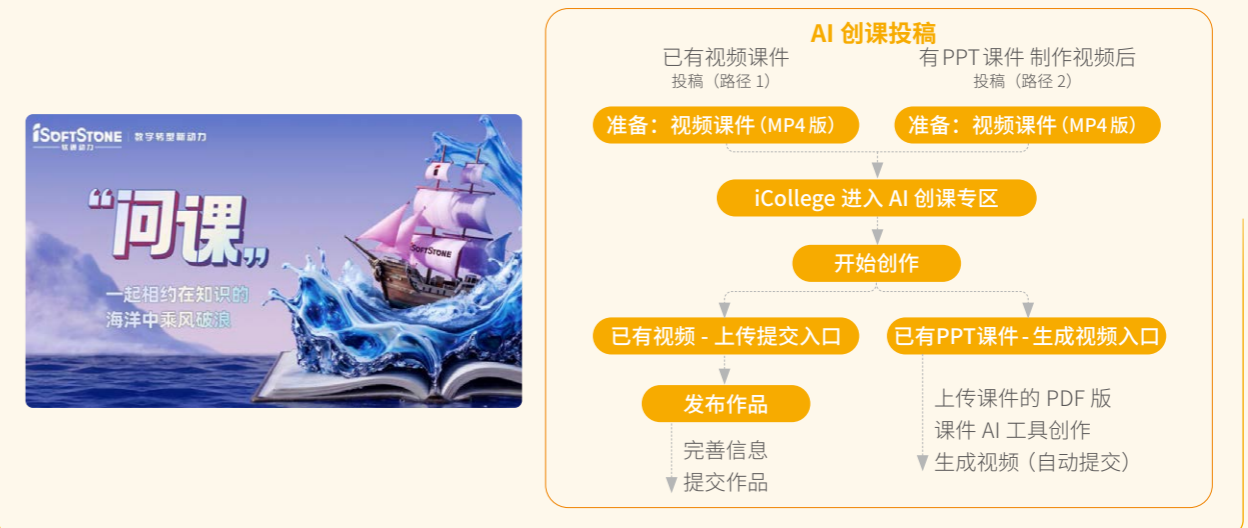 iSOFTSTONE 数字转型新动力
软通动力
“问课”
一起相约在知识的
海洋中乘风破浪
iSOFTSTONE
AI 创课投稿
已有视频课件
投稿（路径 1）
有PPT课件 制作视频后
投稿（路径 2）
准备：视频课件（MP4 版）
准备：视频课件（MP4 版）
iCollege 进入 AI 创课专区
开始创作
已有视频 - 上传提交入口
已有PPT课件 - 生成视频入口
发布作品
完善信息
提交作品
上传课件的 PDF 版
课件 AI 工具创作
生成视频（自动提交）